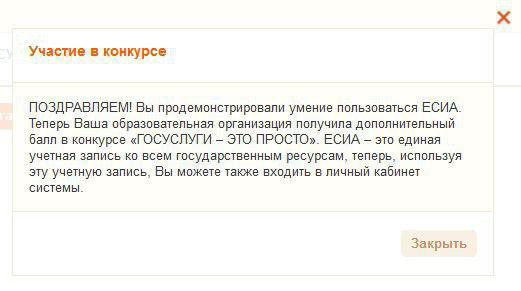 Участие в конкурсе
ПОЗДРАВЛЯЕМ! Вы продемонстрировали умение пользоваться ЕСИА.
Теперь Ваша образовательная организация получила дополнительный
балл в конкурсе «ГОСУСЛУГИ – ЭТО ПРОСТО». ЕСИА – это единая
учетная запись ко всем государственным ресурсам, теперь, используя
эту учетную запись, Вы можете также входить в личный кабинет
системы.
Закрыть